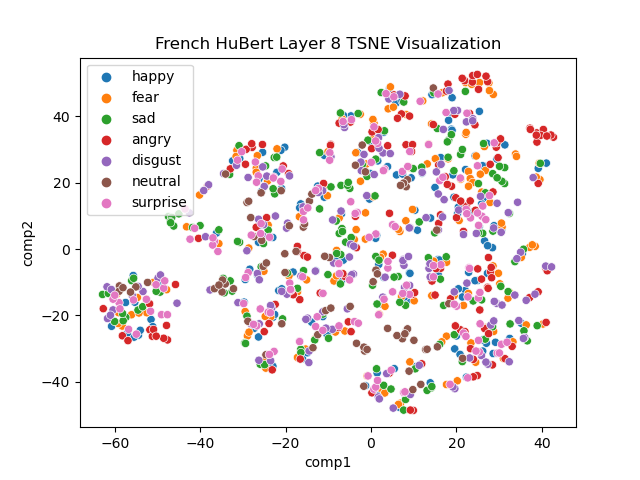 French HuBert Layer 8 TSNE Visualization
happy
fear
sad
angry
disgust
neutral
surprise
40
20
0
−20
−40
comp2
−60 −40 −20 0 20 40
comp1